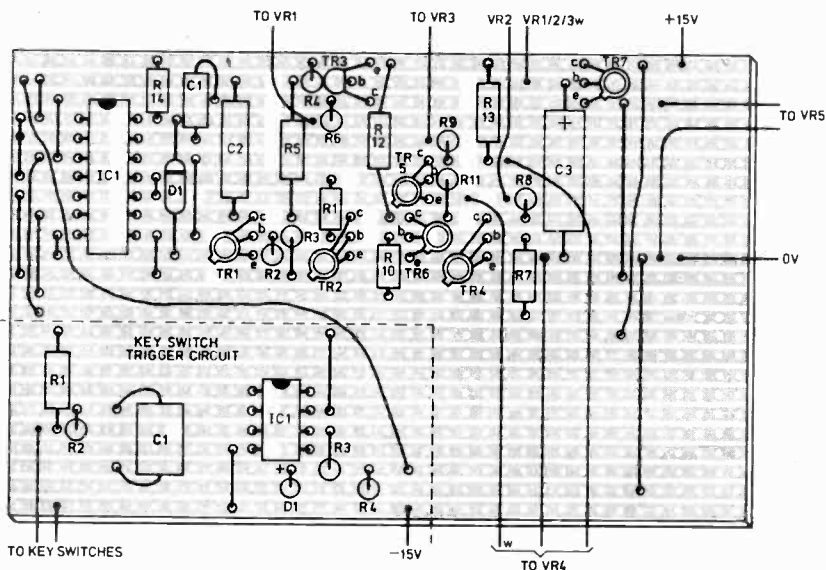 TO VR1
TO VR3
VR2
VR1/2/3w
+15V
TR3
TR7
e
b
c
c
b
e
R4
R14
C1
R13
TO VR5
R9
R6
C3
+
IC1
C2
R5
R12
TR5
c
b
e
R11
R8
D1
R1
c
b
e
TR1
R2
R3
c
b
e
TR2
R10
c
b
e
TR6
c
b
e
TR4
R7
0V
KEY SWITCH
TRIGGER CIRCUIT
R1
R2
C1
IC1
R3
+
D1
R4
TO KEY SWITCHES
−15V
w
TO VR4